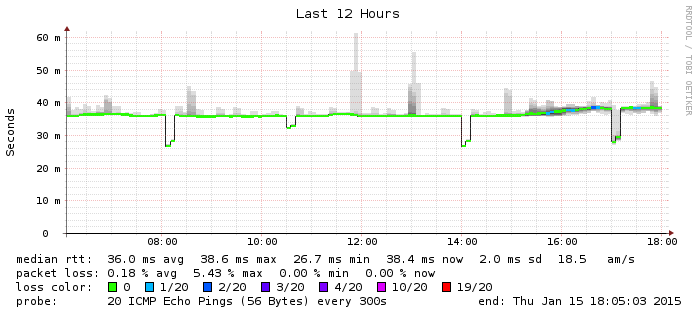 Last 12 Hours
RRDTOOL / TOBI OETIKER
Seconds
60 m
50 m
40 m
30 m
20 m
10 m
0
08:00 10:00 12:00 14:00 16:00 18:00
median rtt: 36.0 ms avg 38.6 ms max 26.7 ms min 38.4 ms now 2.0 ms sd 18.5 am/s
packet loss: 0.18 % avg 5.43 % max 0.00 % min 0.00 % now
loss color: 0 1/20 2/20 3/20 4/20 10/20 19/20
probe: 20 ICMP Echo Pings (56 Bytes) every 300s end: Thu Jan 15 18:05:03 2015